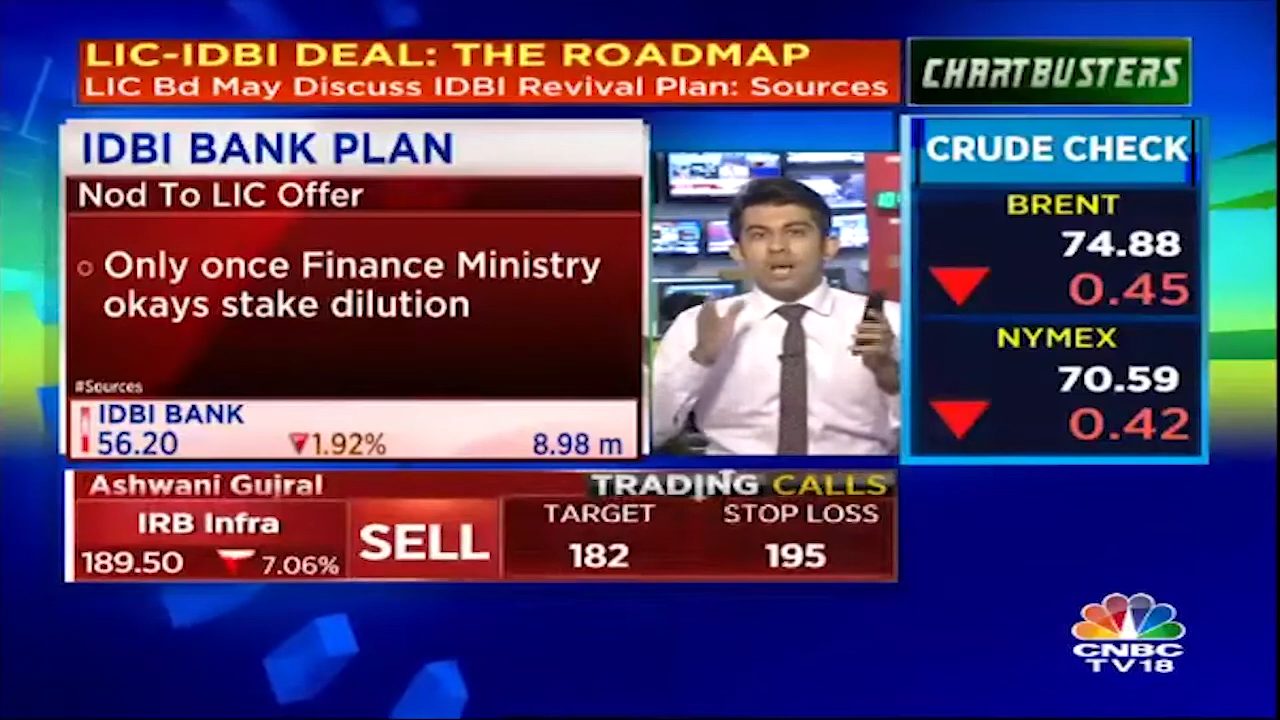 LIC-IDBI DEAL: THE ROADMAP
LIC Bd May Discuss IDBI Revival Plan: Sources
CHARTBUSTERS
IDBI BANK PLAN
Nod To LIC Offer
Only once Finance Ministry
okays stake dilution
#Sources
IDBI BANK
56.20 1.92% 8.98 m
CRUDE CHECK
BRENT
74.88
0.45
NYMEX
70.59
0.42
Ashwani Gujral
TRADING CALLS
IRB Infra
189.50 7.06%
SELL
TARGET
182
STOP LOSS
195
CNBC
TV18